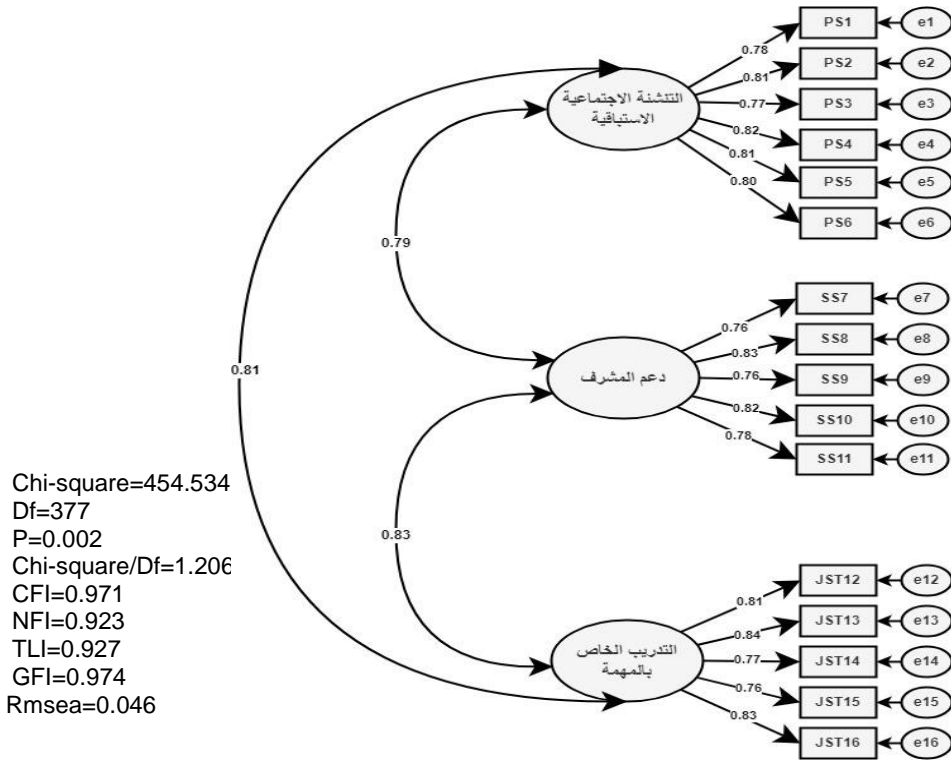 PS1
e1
0.78
PS2
e2
0.81
التنشئة الاجتماعية
الاستباقية
0.77
PS3
e3
0.82
PS4
e4
0.81
PS5
e5
0.80
PS6
e6
0.79
SS7
e7
0.76
SS8
e8
0.83
دعم المشرف
0.76
SS9
e9
0.82
SS10
e10
0.78
SS11
e11
0.81
0.83
Chi-square=454.534
Df=377
P=0.002
Chi-square/Df=1.206
CFI=0.971
NFI=0.923
TLI=0.927
GFI=0.974
Rmsea=0.046
JST12
e12
0.81
JST13
e13
0.84
التدريب الخاص
بالمهمة
0.77
JST14
e14
0.76
JST15
e15
0.83
JST16
e16